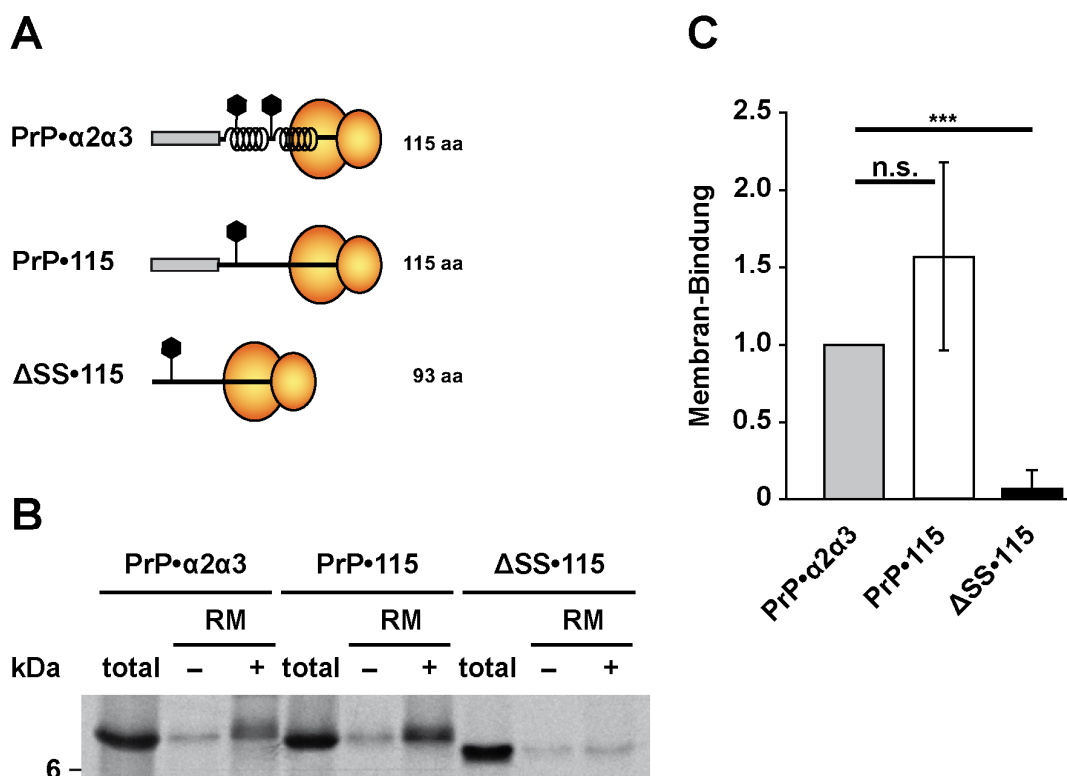 A
PrP•α2α3 115 aa
PrP•115 115 aa
ΔSS•115 93 aa
B
PrP•α2α3 PrP•115 ΔSS•115
RM RM RM
kDa total – + total – + total – +
6
C
2.5
2.0
1.5
1.0
0.5
0
Membran-Bindung
***
n.s.
PrP•α2α3 PrP•115 ΔSS•115